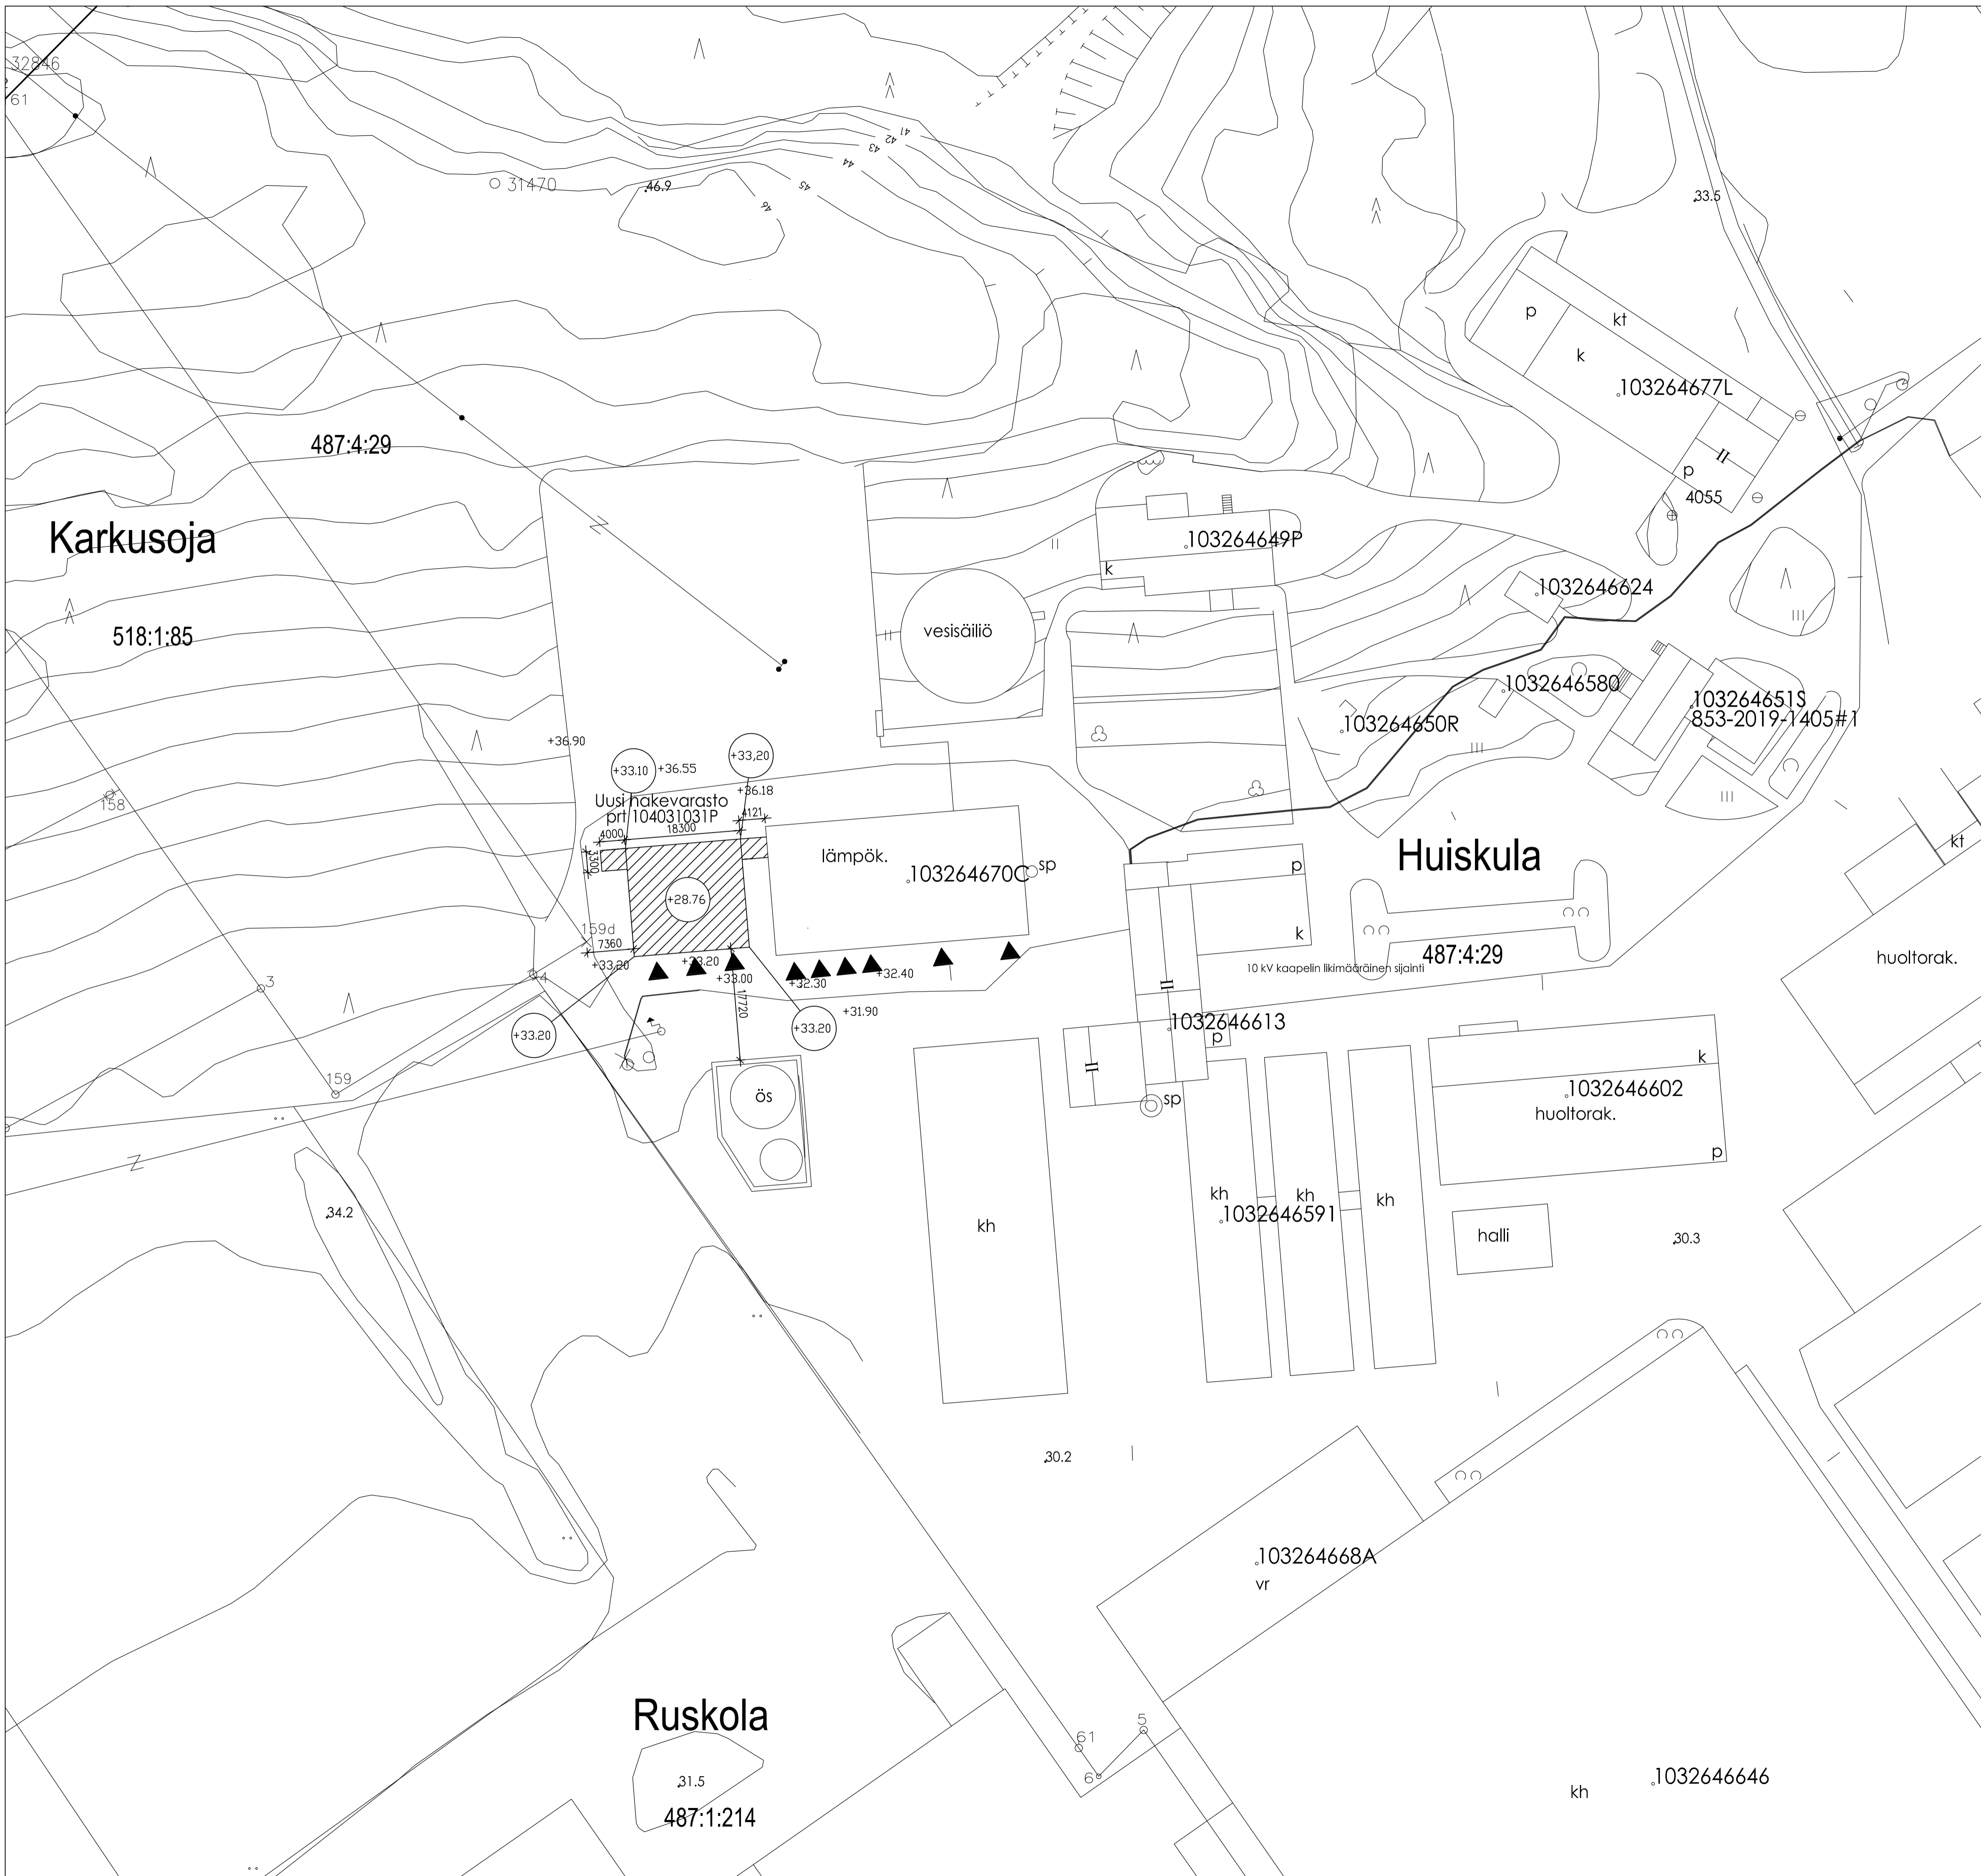 32846
61
31470
46.9
41
42
43
44
45
46
33.5
p
kt
k
103264677L
II
p
4055
487:4:29
Karkusoja
518:1:85
103264649P
k
vesisäiliö
1032646624
1032646580
103264651S
853-2019-1405#1
103264650R
+36.90
+33.10
+36.55
+33,20
+36.18
Uusi hakevarasto
prt 104031031P
4000
18300
4121
3300
158
lämpök.
103264670C
sp
+28.76
159d
7360
+33.20
+33.20
+33.00
+32.30
+32.40
+31.90
17720
+33.20
+33.20
3
4
159
p
k
Huiskula
487:4:29
10 kV kaapelin likimääräinen sijainti
kt
huoltorak.
II
1032646613
p
II
sp
k
1032646602
huoltorak.
p
ös
34.2
kh
kh
kh
kh
1032646591
halli
30.3
30.2
103264668A
vr
Ruskola
31.5
487:1:214
61
5
6
1032646646
kh